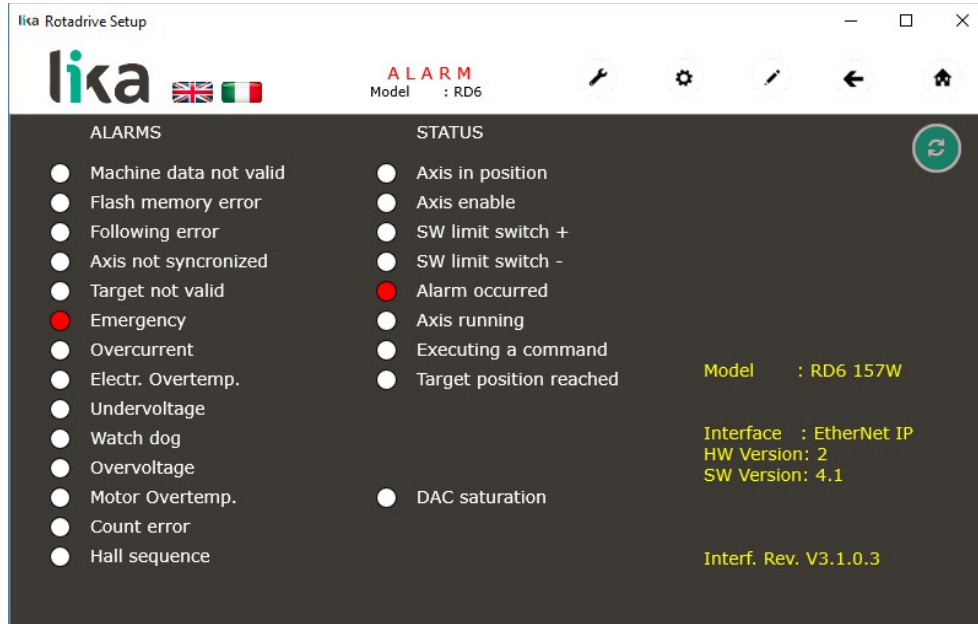 lika Rotadrive Setup
lika
ALARM
Model : RD6
ALARMS
Machine data not valid
Flash memory error
Following error
Axis not syncronized
Target not valid
Emergency
Overcurrent
Electr. Overtemp.
Undervoltage
Watch dog
Overvoltage
Motor Overtemp.
Count error
Hall sequence
STATUS
Axis in position
Axis enable
SW limit switch +
SW limit switch -
Alarm occurred
Axis running
Executing a command
Target position reached
DAC saturation
Model : RD6 157W
Interface : EtherNet IP
HW Version: 2
SW Version: 4.1
Interf. Rev. V3.1.0.3